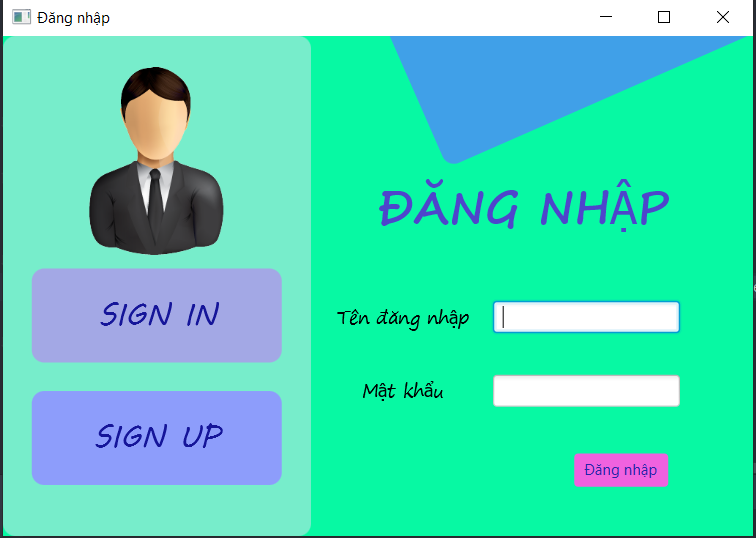 Đăng nhập
SIGN IN
SIGN UP
ĐĂNG NHẬP
Tên đăng nhập
Mật khẩu
Đăng nhập